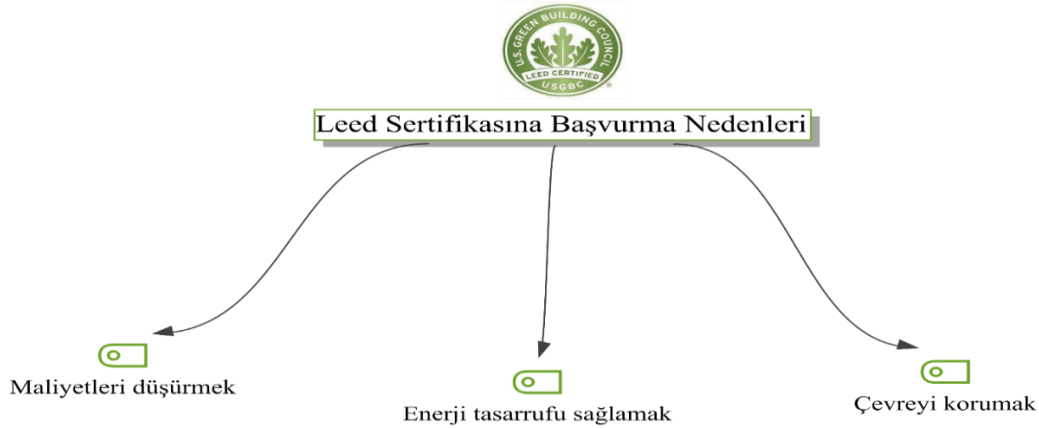 U.S. GREEN BUILDING COUNCIL
LEED CERTIFIED
USGBC
®
Leed Sertifikasına Başvurma Nedenleri
Maliyetleri düşürmek
Enerji tasarrufu sağlamak
Çevreyi korumak